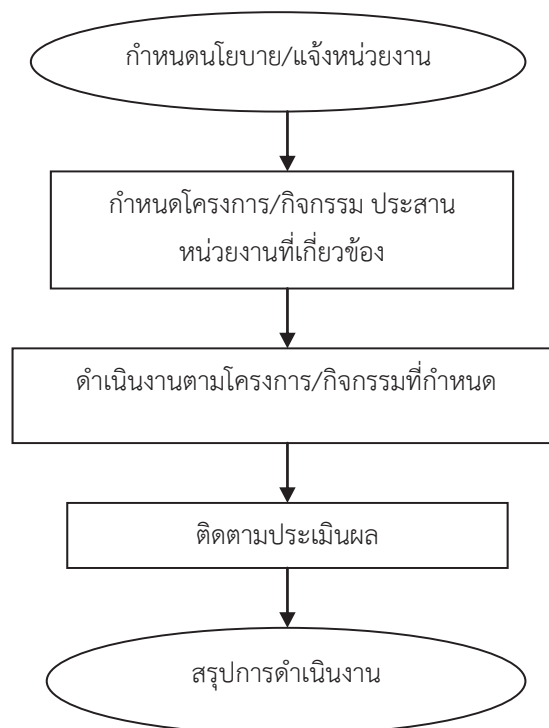 กำหนดนโยบาย/แจ้งหน่วยงาน
กำหนดโครงการ/กิจกรรม ประสาน
หน่วยงานที่เกี่ยวข้อง
ดำเนินงานตามโครงการ/กิจกรรมที่กำหนด
ติดตามประเมินผล
สรุปการดำเนินงาน